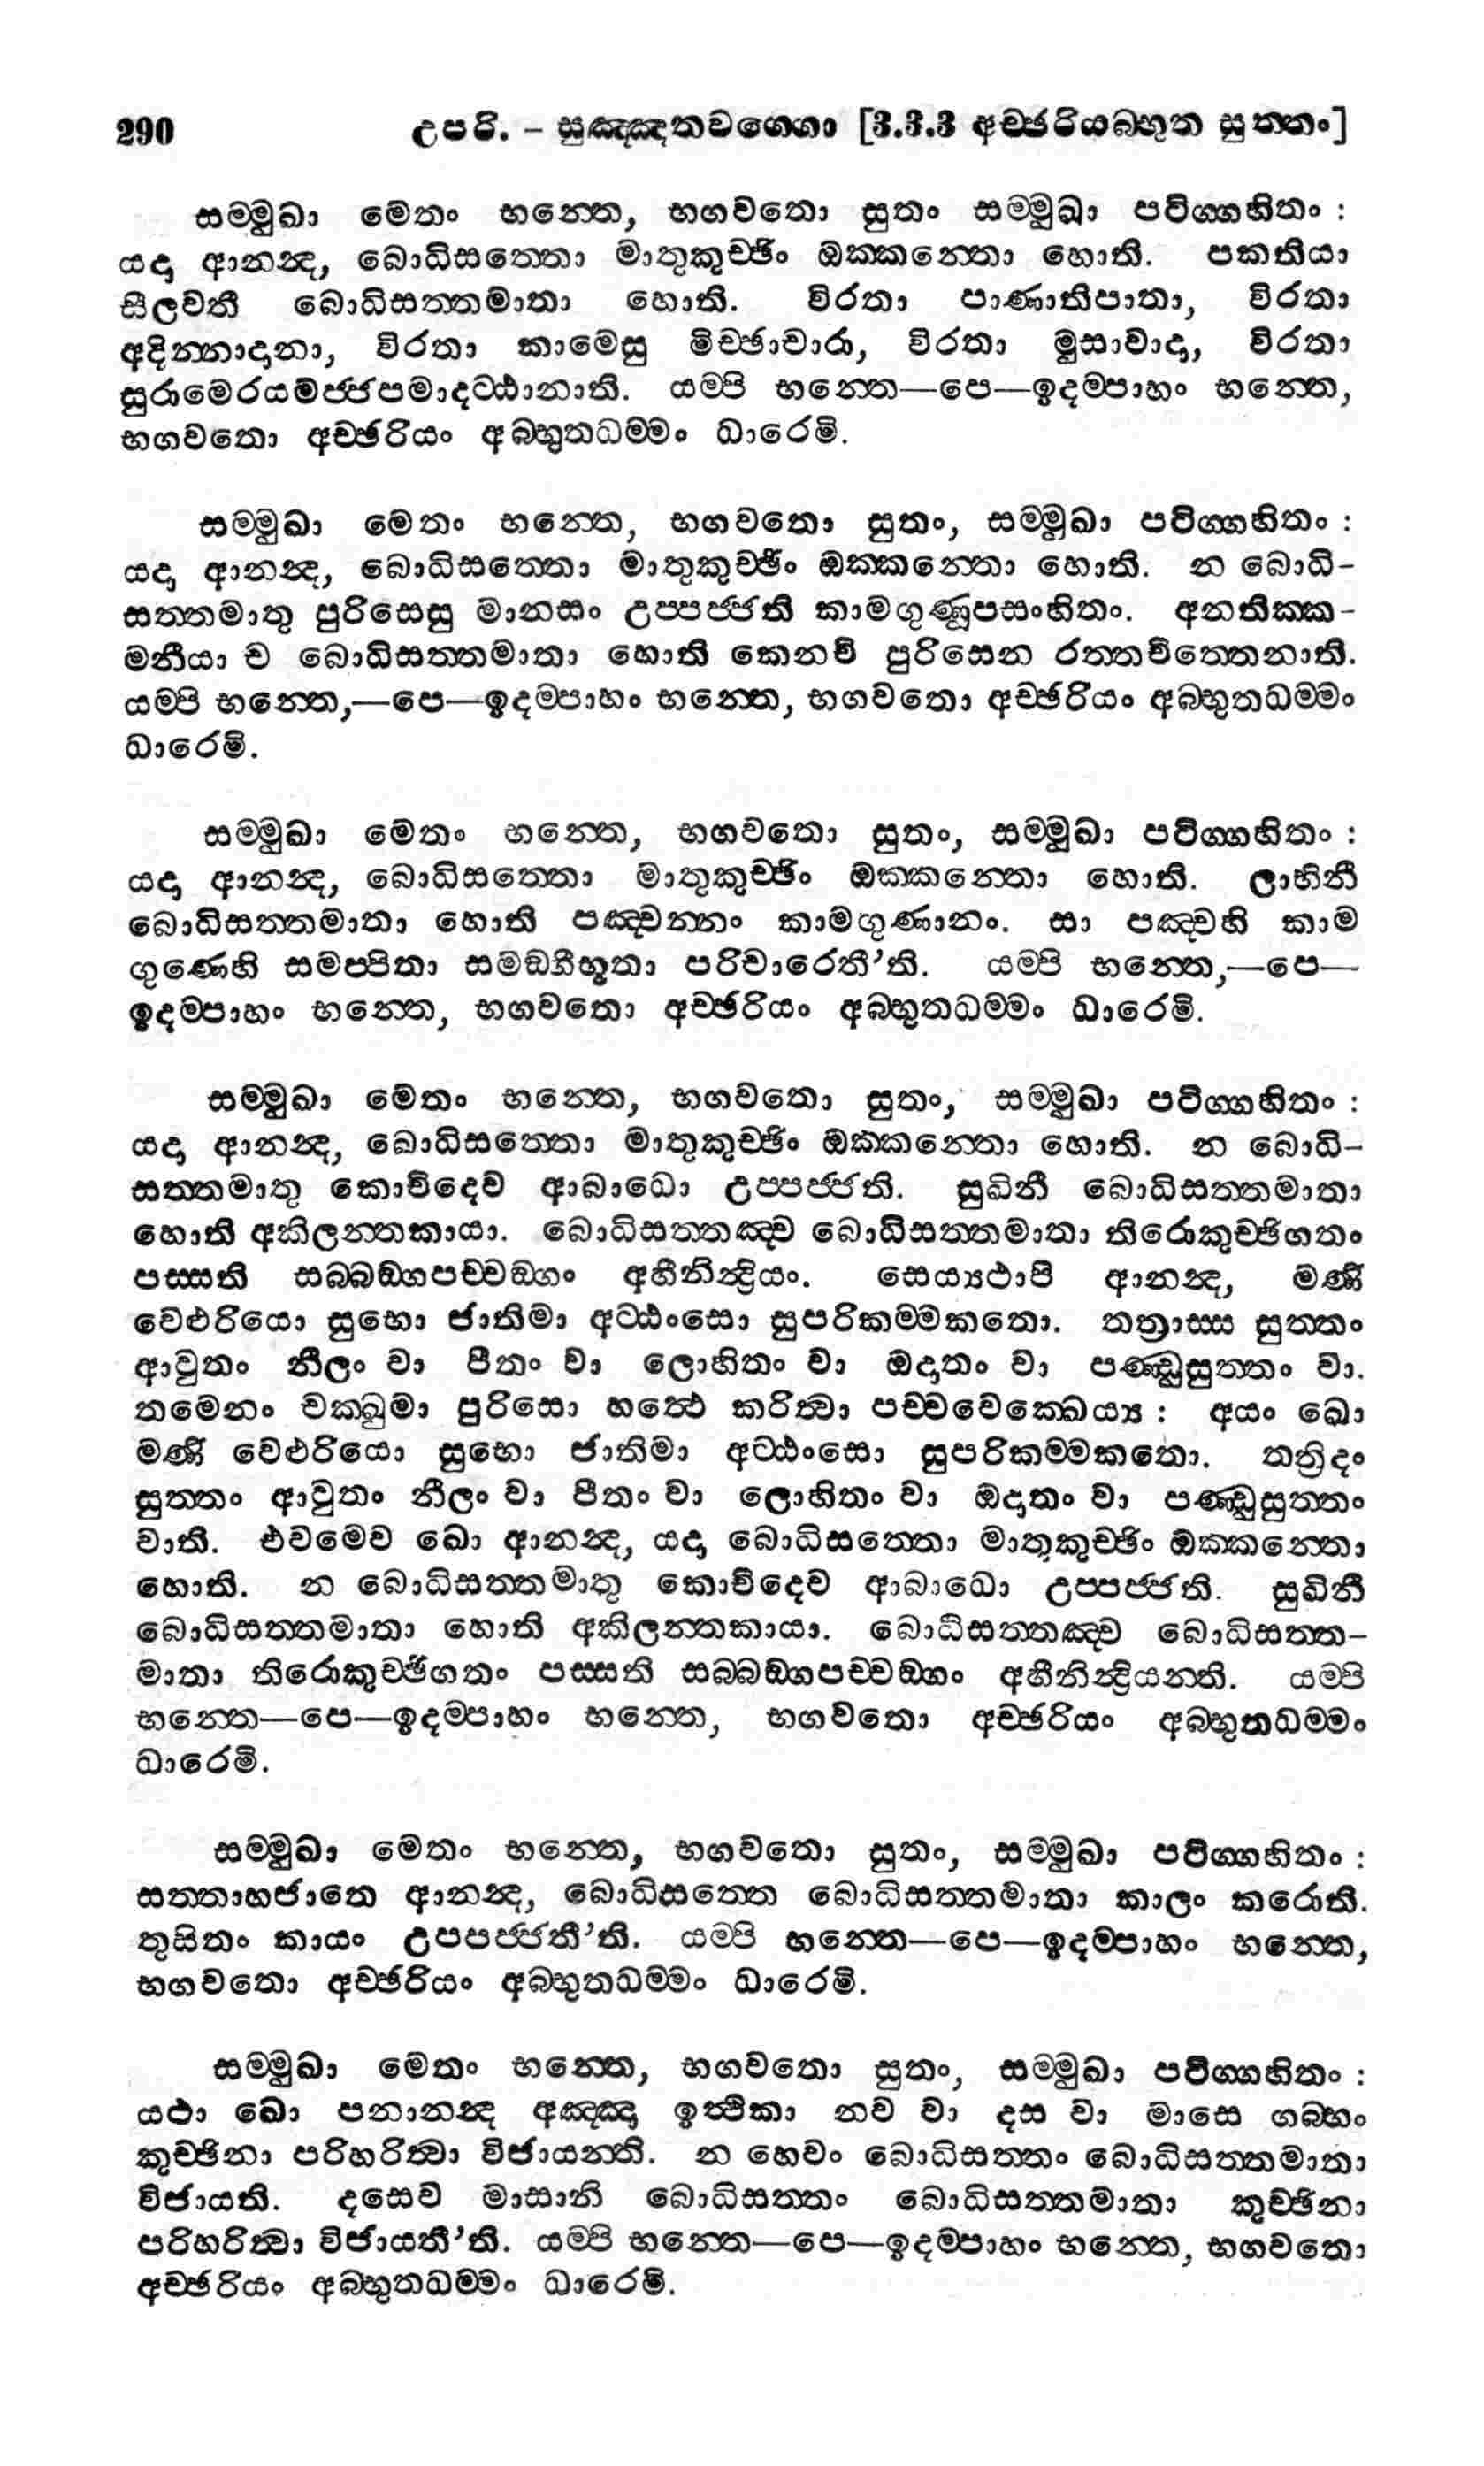 290 උපරි. – සුඤ්ඤතවග්ගො [3.3.3 අච්ඡරියබ්භුත සුත්තං]
සම්මුඛා මෙතං භන්තෙ, භගවතො සුතං සම්මුඛා පටිග්ගහිතං :
යදා ආනන්ද, බොධිසත්තො මාතුකුච්ඡිං ඔක්කන්තො හොති. පකතියා
සීලවතී බොධිසත්තමාතා හොති. විරතා පාණාතිපාතා, විරතා
අදින්නාදානා, විරතා කාමෙසු මිච්ඡාචාරා, විරතා මුසාවාදා, විරතා
සුරාමෙරයමජ්ජපමාදට්ඨානාති. යම්පි භන්තෙ—පෙ—ඉදම්පාහං භන්තෙ,
භගවතො අච්ඡරියං අබ්භුතධම්මං ධාරෙමි.
සම්මුඛා මෙතං භන්තෙ, භගවතො සුතං, සම්මුඛා පටිග්ගහිතං :
යදා ආනන්ද, බොධිසත්තො මාතුකුච්ඡිං ඔක්කන්තො හොති. න බොධි-
සත්තමාතු පුරිසෙසු මානසං උප්පජ්ජති කාමගුණූපසංහිතං. අනතික්ක-
මනීයා ච බොධිසත්තමාතා හොති කෙනචි පුරිසෙන රත්තචිත්තෙනාති.
යම්පි භන්තෙ,—පෙ—ඉදම්පාහං භන්තෙ, භගවතො අච්ඡරියං අබ්භුතධම්මං
ධාරෙමි.
සම්මුඛා මෙතං භන්තෙ, භගවතො සුතං, සම්මුඛා පටිග්ගහිතං :
යදා ආනන්ද, බොධිසත්තො මාතුකුච්ඡිං ඔක්කන්තො හොති. ලාභිනී
බොධිසත්තමාතා හොති පඤ්චන්නං කාමගුණානං. සා පඤ්චහි කාම
ගුණෙහි සමප්පිතා සමඞ්ගීභූතා පරිචාරෙතී’ති. යම්පි භන්තෙ,—පෙ—
ඉදම්පාහං භන්තෙ, භගවතො අච්ඡරියං අබ්භුතධම්මං ධාරෙමි.
සම්මුඛා මෙතං භන්තෙ, භගවතො සුතං, සම්මුඛා පටිග්ගහිතං :
යදා ආනන්ද, බොධිසත්තො මාතුකුච්ඡිං ඔක්කන්තො හොති. න බොධි-
සත්තමාතු කොචිදෙව ආබාධො උප්පජ්ජති. සුඛිනී බොධිසත්තමාතා
හොති අකිලන්තකායා. බොධිසත්තඤ්ච බොධිසත්තමාතා තිරොකුච්ඡිගතං
පස්සති සබ්බඞ්ගපච්චඞ්ගං අහීනින්ද්‍රියං. සෙය්‍යථාපි ආනන්ද, මණි
වෙළුරියො සුභො ජාතිමා අට්ඨංසො සුපරිකම්මකතො. තත්‍රාස්ස සුත්තං
ආවුතං නීලං වා පීතං වා ලොහිතං වා ඔදාතං වා පණ්ඩුසුත්තං වා.
තමෙනං චක්ඛුමා පුරිසො හත්ථෙ කරිත්‍වා පච්චවෙක්ඛෙය්‍ය : අයං ඛො
මණි වෙළුරියො සුභො ජාතිමා අට්ඨංසො සුපරිකම්මකතො. තත්‍රිදං
සුත්තං ආවුතං නීලං වා පීතං වා ලොහිතං වා ඔදාතං වා පණ්ඩුසුත්තං
වාති. එවමෙව ඛො ආනන්ද, යදා බොධිසත්තො මාතුකුච්ඡිං ඔක්කන්තො
හොති. න බොධිසත්තමාතු කොචිදෙව ආබාධො උප්පජ්ජති. සුඛිනී
බොධිසත්තමාතා හොති අකිලන්තකායා. බොධිසත්තඤ්ච බොධිසත්ත-
මාතා තිරොකුච්ඡිගතං පස්සති සබ්බඞ්ගපච්චඞ්ගං අහීනින්ද්‍රියන්ති. යම්පි
භන්තෙ—පෙ—ඉදම්පාහං භන්තෙ, භගවතො අච්ඡරියං අබ්භුතධම්මං
ධාරෙමි.
සම්මුඛා මෙතං භන්තෙ, භගවතො සුතං, සම්මුඛා පටිග්ගහිතං :
සත්තාහජාතෙ ආනන්ද, බොධිසත්තෙ බොධිසත්තමාතා කාලං කරොති.
තුසිතං කායං උපපජ්ජතී’ති. යම්පි භන්තෙ—පෙ—ඉදම්පාහං භන්තෙ,
භගවතො අච්ඡරියං අබ්භුතධම්මං ධාරෙමි.
සම්මුඛා මෙතං භන්තෙ, භගවතො සුතං, සම්මුඛා පටිග්ගහිතං :
යථා ඛො පනානන්ද අඤ්ඤා ඉත්ථිකා නව වා දස වා මාසෙ ගබ්භං
කුච්ඡිනා පරිහරිත්‍වා විජායන්ති. න හෙවං බොධිසත්තං බොධිසත්තමාතා
විජායති. දසෙව මාසානි බොධිසත්තං බොධිසත්තමාතා කුච්ඡිනා
පරිහරිත්‍වා විජායතී’ති. යම්පි භන්තෙ—පෙ—ඉදම්පාහං භන්තෙ, භගවතො
අච්ඡරියං අබ්භුතධම්මං ධාරෙමි.